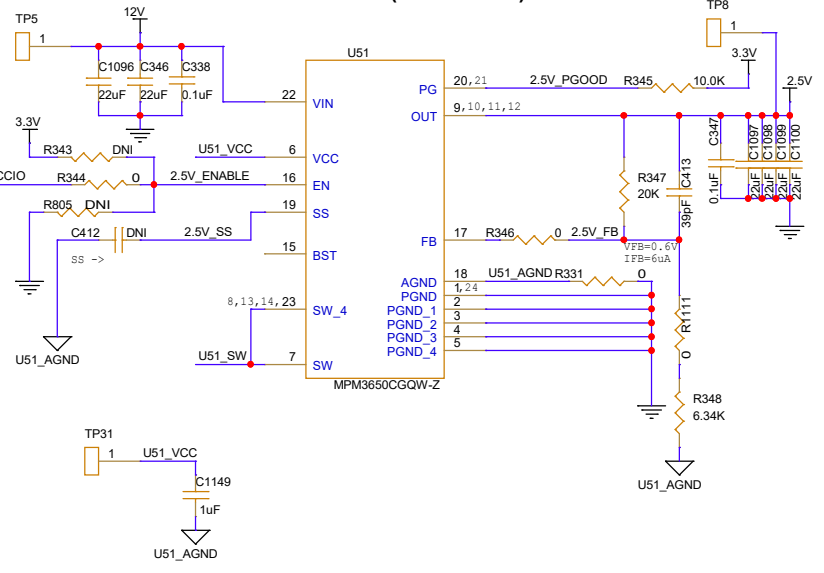 TP5
1
12V
C1096
22uF
C346
22uF
C338
0.1uF
TP8
1
3.3V
2.5V
U51
22
VIN
PG
20,21
2.5V_PGOOD
R345
10.0K
OUT
9,10,11,12
3.3V
R343
DNI
U51_VCC
6
VCC
CCIO
R344
0
2.5V_ENABLE
16
EN
R805
DNI
19
SS
C412
DNI
2.5V_SS
SS ->
15
BST
U51_AGND
8,13,14,23
SW_4
U51_SW
7
SW
R347
20K
C413
39pF
C347
0.1uF
C1097
22uF
C1098
22uF
C1099
22uF
C1100
22uF
FB
17
R346
0
2.5V_FB
VFB=0.6V
IFB=6uA
AGND
18
U51_AGND
R331
0
PGND
1,24
PGND_1
2
PGND_2
3
PGND_3
4
PGND_4
5
R1111
0
R348
6.34K
U51_AGND
MPM3650CGQW-Z
TP31
1
U51_VCC
C1149
1uF
U51_AGND